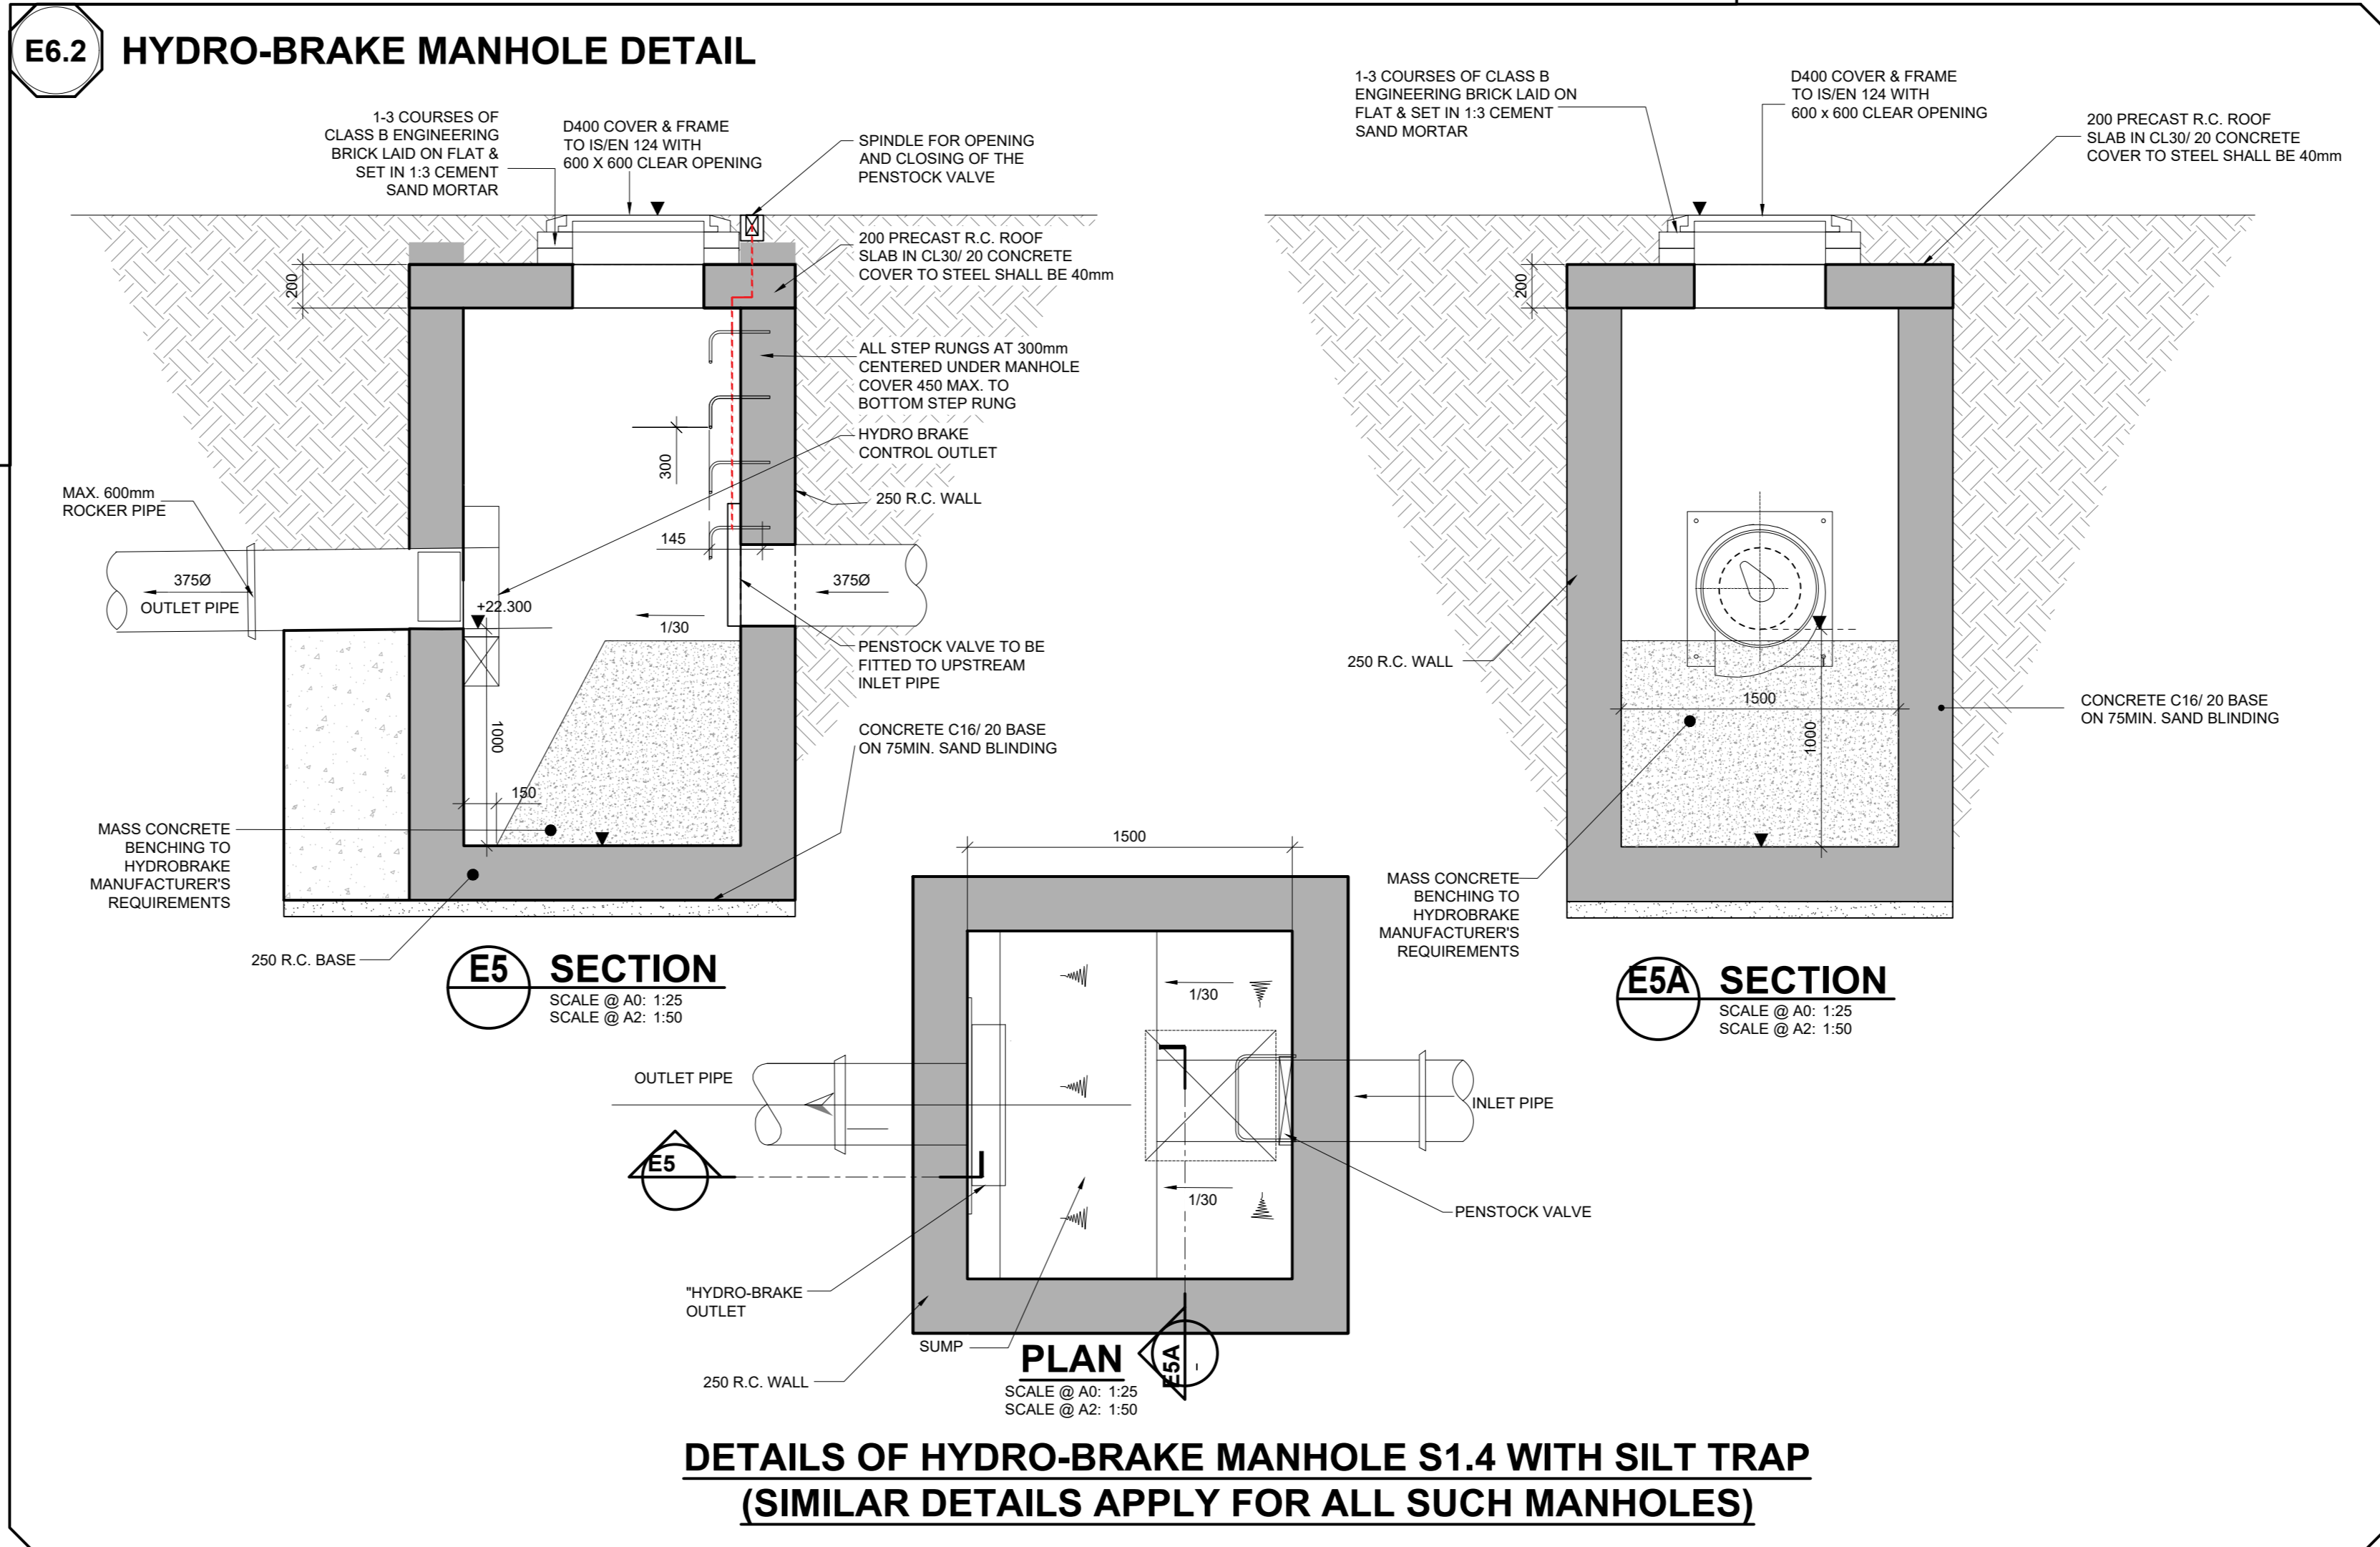 E6.2
HYDRO-BRAKE MANHOLE DETAIL
1-3 COURSES OF
CLASS B ENGINEERING
BRICK LAID ON FLAT &
SET IN 1:3 CEMENT
SAND MORTAR
D400 COVER & FRAME
TO IS/EN 124 WITH
600 X 600 CLEAR OPENING
SPINDLE FOR OPENING
AND CLOSING OF THE
PENSTOCK VALVE
200 PRECAST R.C. ROOF
SLAB IN CL30/ 20 CONCRETE
COVER TO STEEL SHALL BE 40mm
200
ALL STEP RUNGS AT 300mm
CENTERED UNDER MANHOLE
COVER 450 MAX. TO
BOTTOM STEP RUNG
HYDRO BRAKE
CONTROL OUTLET
300
250 R.C. WALL
MAX. 600mm
ROCKER PIPE
145
375Ø
OUTLET PIPE
375Ø
+22.300
1/30
PENSTOCK VALVE TO BE
FITTED TO UPSTREAM
INLET PIPE
1000
CONCRETE C16/ 20 BASE
ON 75MIN. SAND BLINDING
150
MASS CONCRETE
BENCHING TO
HYDROBRAKE
MANUFACTURER'S
REQUIREMENTS
250 R.C. BASE
E5
SECTION
SCALE @ A0: 1:25
SCALE @ A2: 1:50
1-3 COURSES OF CLASS B
ENGINEERING BRICK LAID ON
FLAT & SET IN 1:3 CEMENT
SAND MORTAR
D400 COVER & FRAME
TO IS/EN 124 WITH
600 x 600 CLEAR OPENING
200 PRECAST R.C. ROOF
SLAB IN CL30/ 20 CONCRETE
COVER TO STEEL SHALL BE 40mm
200
250 R.C. WALL
1500
1000
CONCRETE C16/ 20 BASE
ON 75MIN. SAND BLINDING
MASS CONCRETE
BENCHING TO
HYDROBRAKE
MANUFACTURER'S
REQUIREMENTS
E5A
SECTION
SCALE @ A0: 1:25
SCALE @ A2: 1:50
1500
1/30
OUTLET PIPE
INLET PIPE
E5
1/30
PENSTOCK VALVE
"HYDRO-BRAKE
OUTLET
SUMP
250 R.C. WALL
PLAN
SCALE @ A0: 1:25
SCALE @ A2: 1:50
E5A
-
DETAILS OF HYDRO-BRAKE MANHOLE S1.4 WITH SILT TRAP
(SIMILAR DETAILS APPLY FOR ALL SUCH MANHOLES)